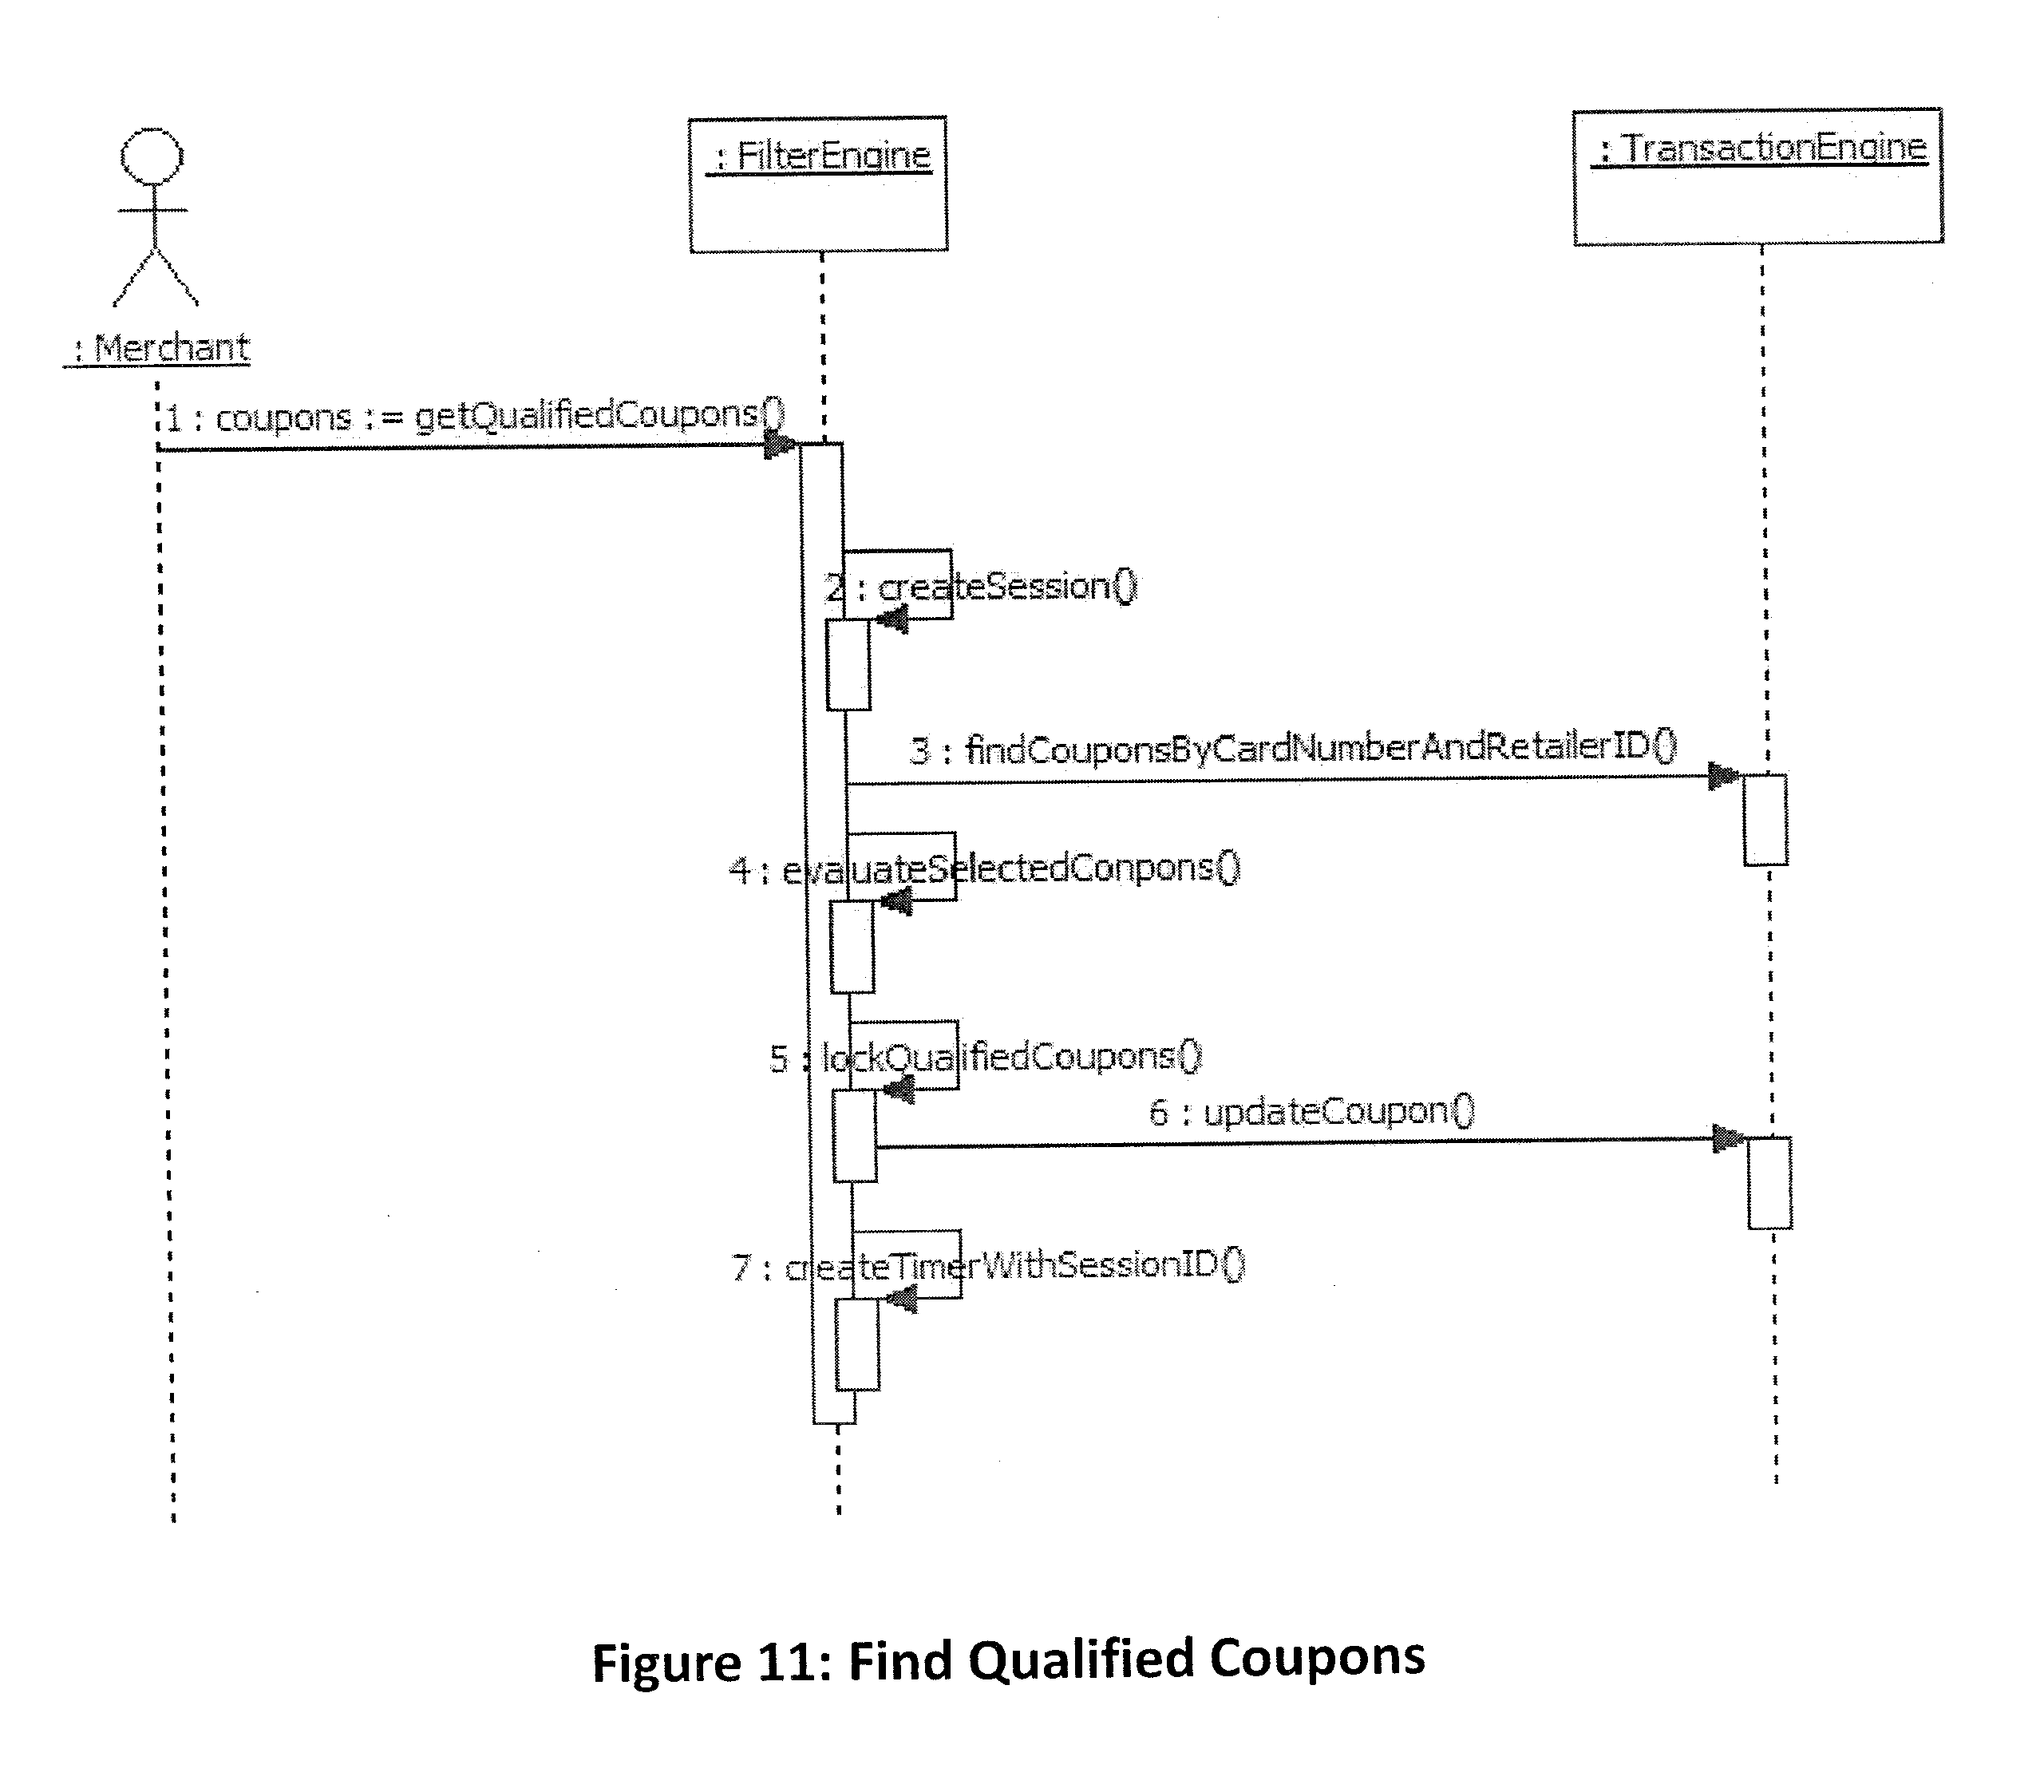 : FilterEngine
: TransactionEngine
: Merchant
1 : coupons := getQualifiedCoupons()
2 : createSession()
3 : findCouponsByCardNumberAndRetailerID()
4 : evaluateSelectedConpons()
5 : lockQualifiedCoupons()
6 : updateCoupon()
7 : createTimerWithSessionID()
Figure 11: Find Qualified Coupons